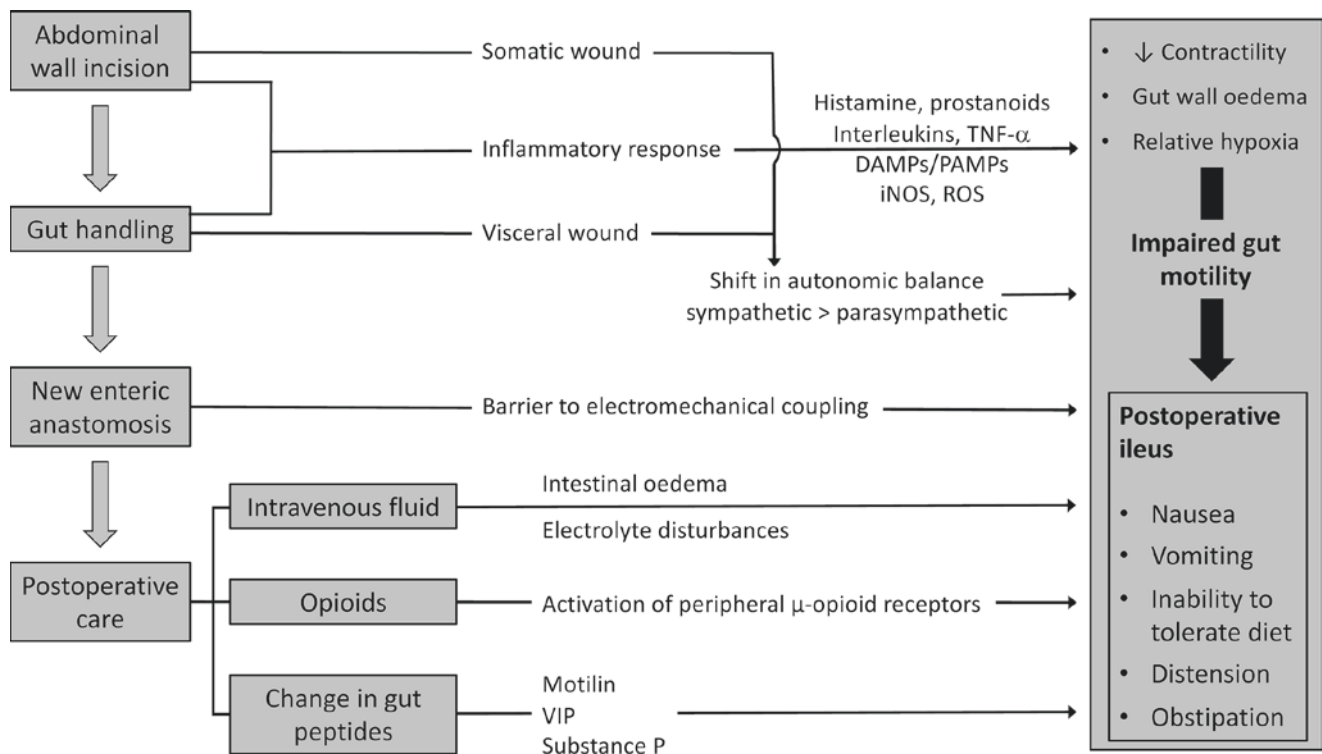 Abdominal
wall incision
Somatic wound
Inflammatory response
Histamine, prostanoids
Interleukins, TNF-α
DAMPs/PAMPs
iNOS, ROS
Gut handling
Visceral wound
Shift in autonomic balance
sympathetic > parasympathetic
New enteric
anastomosis
Barrier to electromechanical coupling
Postoperative
care
Intravenous fluid
Intestinal oedema
Electrolyte disturbances
Opioids
Activation of peripheral μ-opioid receptors
Change in gut
peptides
Motilin
VIP
Substance P
• ↓ Contractility
• Gut wall oedema
• Relative hypoxia
Impaired gut
motility
Postoperative
ileus
• Nausea
• Vomiting
• Inability to
tolerate diet
• Distension
• Obstipation